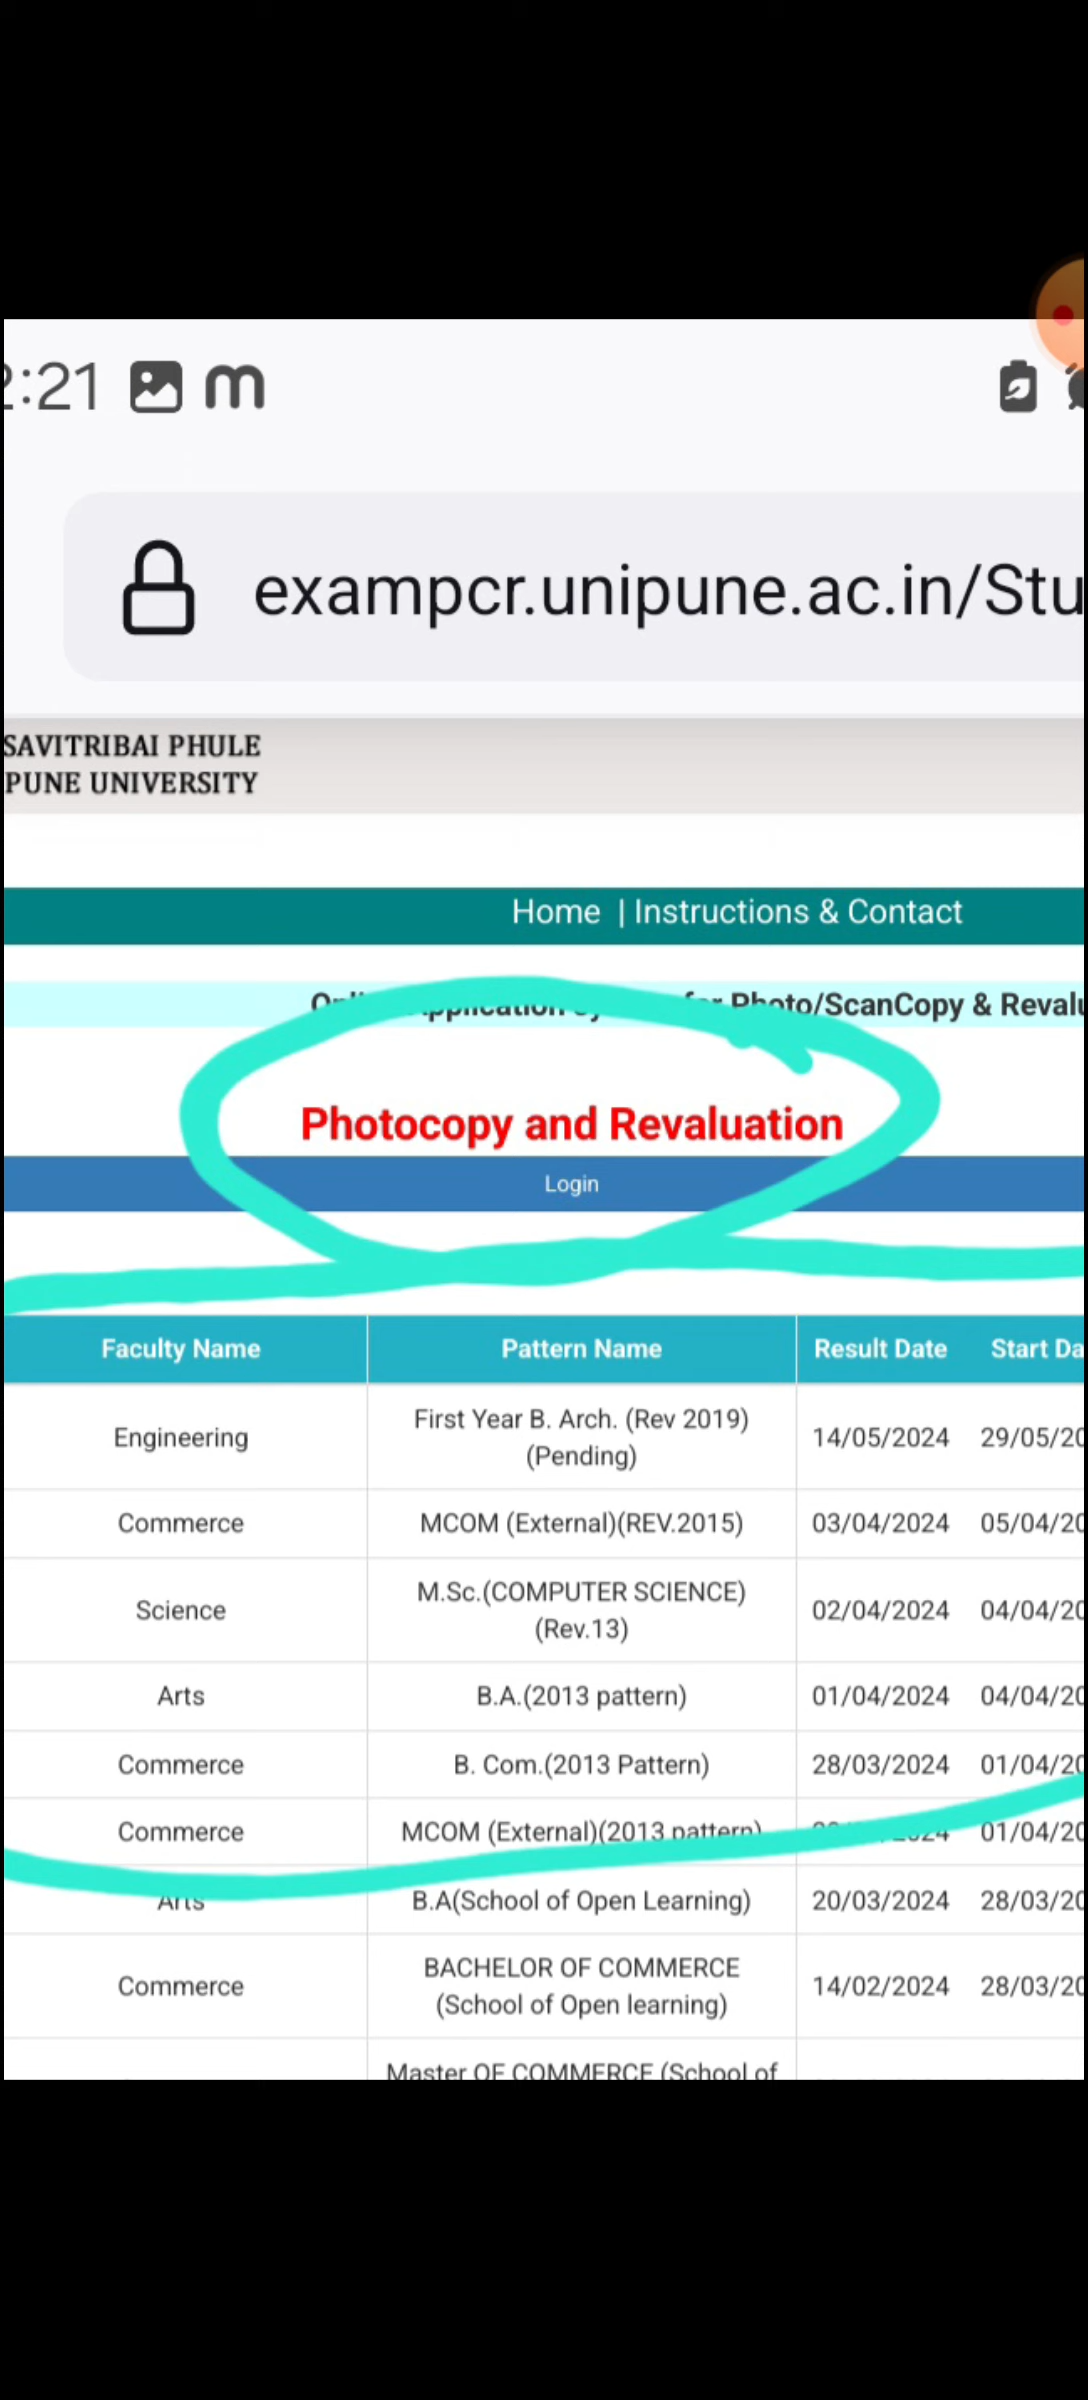 :21 m
exampcr.unipune.ac.in/Stu
SAVITRIBAI PHULE
PUNE UNIVERSITY
Home | Instructions & Contact
Photo/ScanCopy & Reval
Photocopy and Revaluation
Login
Faculty Name Pattern Name Result Date Start Da
Engineering First Year B. Arch. (Rev 2019) 14/05/2024 29/05/20
(Pending)
Commerce MCOM (External)(REV.2015) 03/04/2024 05/04/20
Science M.Sc.(COMPUTER SCIENCE) 02/04/2024 04/04/20
(Rev.13)
Arts B.A.(2013 pattern) 01/04/2024 04/04/20
Commerce B. Com.(2013 Pattern) 28/03/2024 01/04/20
Commerce MCOM (External)(2013 pattern) 01/04/20
Arts B.A(School of Open Learning) 20/03/2024 28/03/20
Commerce BACHELOR OF COMMERCE 14/02/2024 28/03/20
(School of Open learning)
Master OF COMMERCE (School of